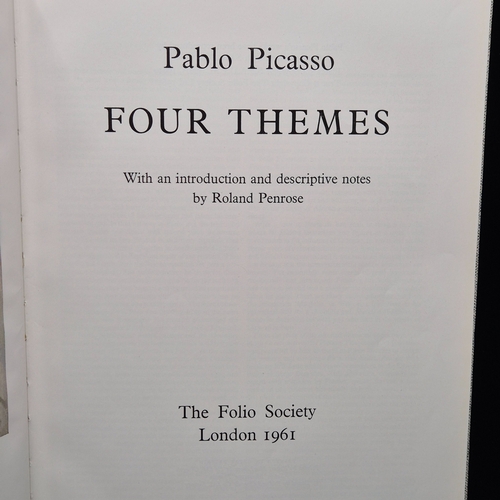 Pablo Picasso
FOUR THEMES
With an introduction and descriptive notes
by Roland Penrose
The Folio Society
London 1961